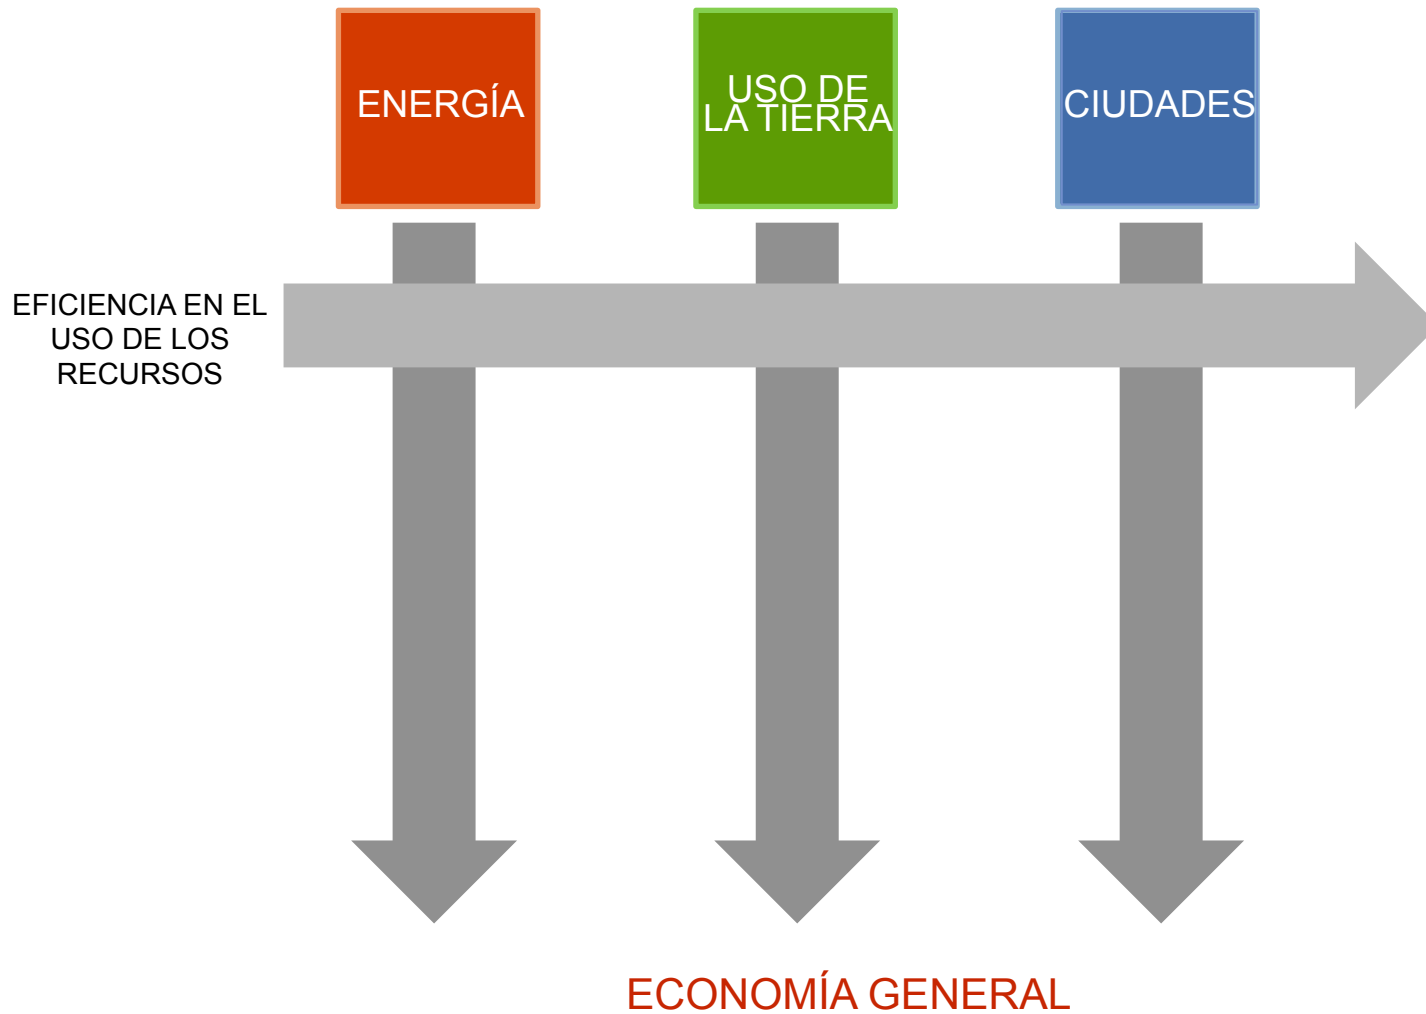 ENERGÍA
USO DE
LA TIERRA
CIUDADES
EFICIENCIA EN EL
USO DE LOS
RECURSOS
ECONOMÍA GENERAL